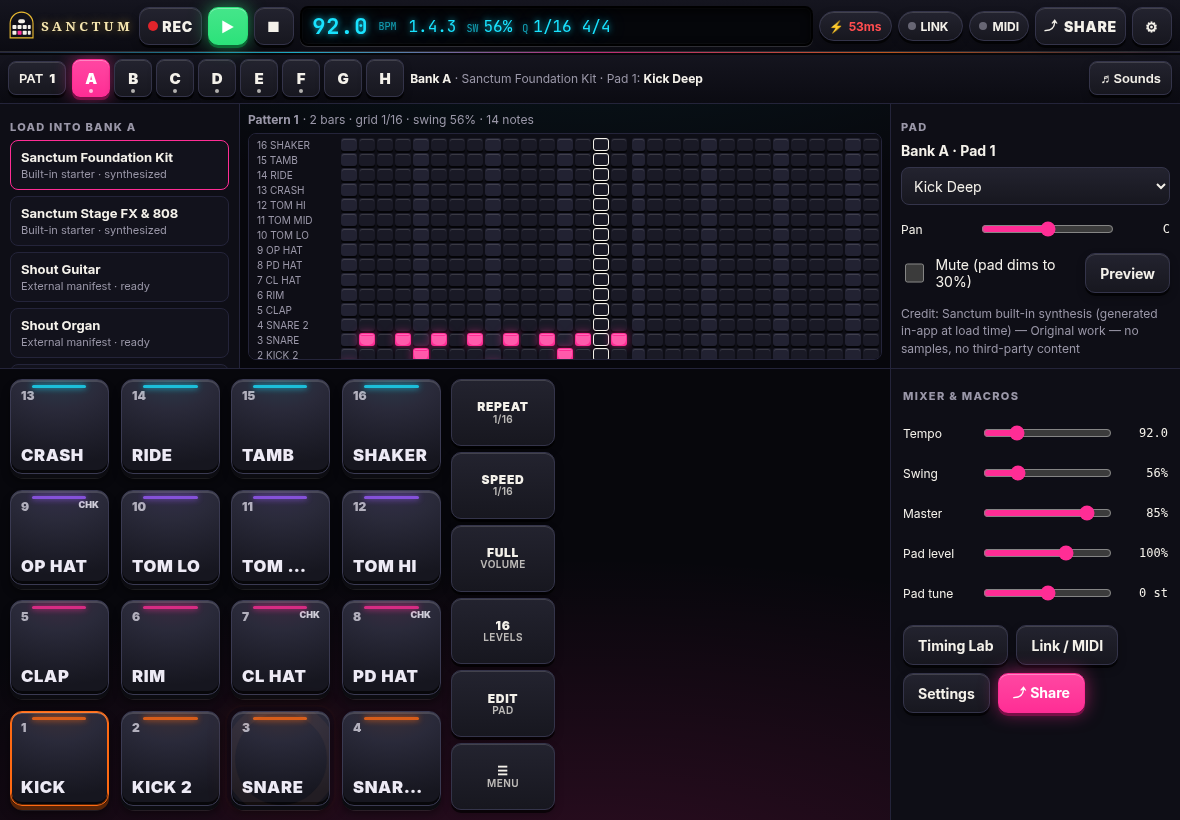 SANCTUM
REC
92.0 BPM 1.4.3 SW 56% Q 1/16 4/4
⚡ 53ms
LINK
MIDI
⤴ SHARE
⚙
PAT 1
A
B
C
D
E
F
G
H
Bank A · Sanctum Foundation Kit · Pad 1: Kick Deep
♬ Sounds
LOAD INTO BANK A
Sanctum Foundation Kit
Built-in starter · synthesized
Sanctum Stage FX & 808
Built-in starter · synthesized
Shout Guitar
External manifest · ready
Shout Organ
External manifest · ready
Pattern 1 · 2 bars · grid 1/16 · swing 56% · 14 notes
16 SHAKER
15 TAMB
14 RIDE
13 CRASH
12 TOM HI
11 TOM MID
10 TOM LO
9 OP HAT
8 PD HAT
7 CL HAT
6 RIM
5 CLAP
4 SNARE 2
3 SNARE
2 KICK 2
PAD
Bank A · Pad 1
Kick Deep
Pan C
Mute (pad dims to
30%)
Preview
Credit: Sanctum built-in synthesis (generated
in-app at load time) — Original work — no
samples, no third-party content
13
CRASH
14
RIDE
15
TAMB
16
SHAKER
REPEAT
1/16
SPEED
1/16
9 CHK
OP HAT
10
TOM LO
11
TOM ...
12
TOM HI
FULL
VOLUME
16
LEVELS
5
CLAP
6
RIM
7 CHK
CL HAT
8 CHK
PD HAT
EDIT
PAD
1
KICK
2
KICK 2
3
SNARE
4
SNAR...
☰
MENU
MIXER & MACROS
Tempo 92.0
Swing 56%
Master 85%
Pad level 100%
Pad tune 0 st
Timing Lab
Link / MIDI
Settings
⤴ Share